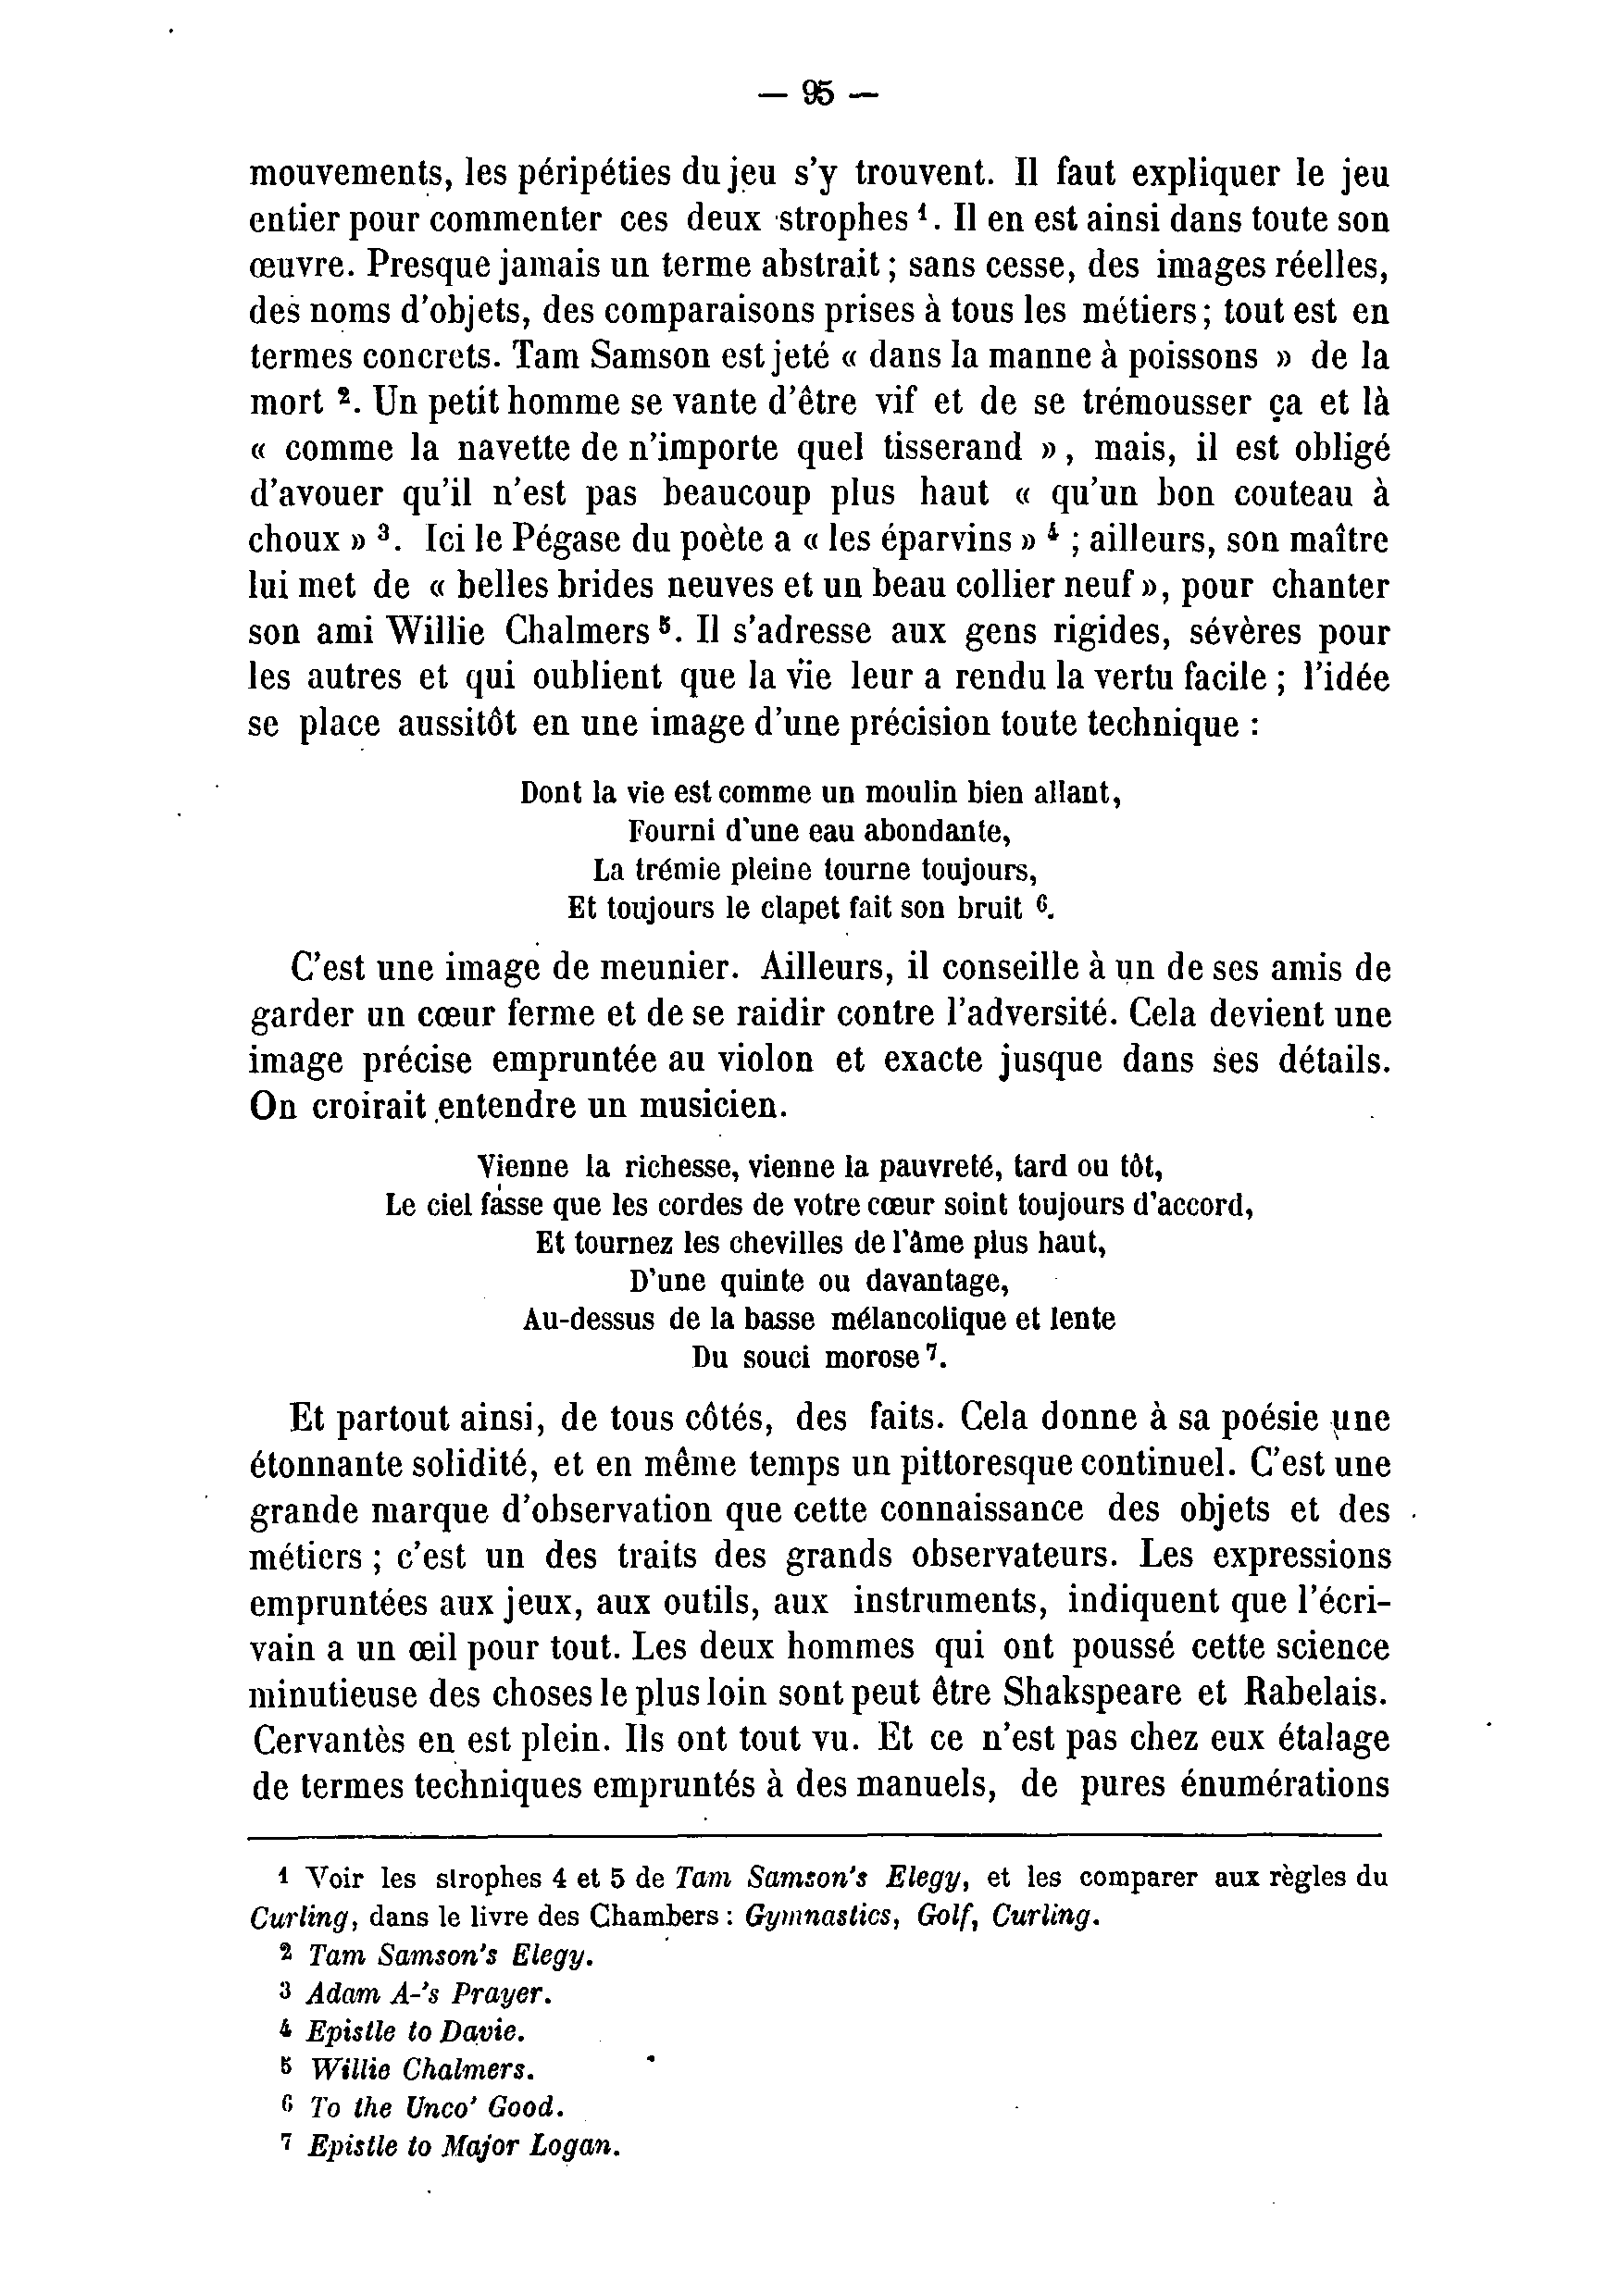 — 95 —
mouvements, les péripéties du jeu s'y trouvent. Il faut expliquer le jeu
entier pour commenter ces deux strophes ¹. Il en est ainsi dans toute son
œuvre. Presque jamais un terme abstrait ; sans cesse, des images réelles,
des noms d'objets, des comparaisons prises à tous les métiers ; tout est en
termes concrets. Tam Samson est jeté « dans la manne à poissons » de la
mort ². Un petit homme se vante d'être vif et de se trémousser ça et là
« comme la navette de n'importe quel tisserand », mais, il est obligé
d'avouer qu'il n'est pas beaucoup plus haut « qu'un bon couteau à
choux » ³. Ici le Pégase du poète a « les éparvins » ⁴ ; ailleurs, son maître
lui met de « belles brides neuves et un beau collier neuf », pour chanter
son ami Willie Chalmers ⁵. Il s'adresse aux gens rigides, sévères pour
les autres et qui oublient que la vie leur a rendu la vertu facile ; l'idée
se place aussitôt en une image d'une précision toute technique :
Dont la vie est comme un moulin bien allant,
Fourni d'une eau abondante,
La trémie pleine tourne toujours,
Et toujours le clapet fait son bruit ⁶.
C'est une image de meunier. Ailleurs, il conseille à un de ses amis de
garder un cœur ferme et de se raidir contre l'adversité. Cela devient une
image précise empruntée au violon et exacte jusque dans ses détails.
On croirait entendre un musicien.
Vienne la richesse, vienne la pauvreté, tard ou tôt,
Le ciel fasse que les cordes de votre cœur soint toujours d'accord,
Et tournez les chevilles de l'âme plus haut,
D'une quinte ou davantage,
Au-dessus de la basse mélancolique et lente
Du souci morose ⁷.
Et partout ainsi, de tous côtés, des faits. Cela donne à sa poésie une
étonnante solidité, et en même temps un pittoresque continuel. C'est une
grande marque d'observation que cette connaissance des objets et des
métiers ; c'est un des traits des grands observateurs. Les expressions
empruntées aux jeux, aux outils, aux instruments, indiquent que l'écri-
vain a un œil pour tout. Les deux hommes qui ont poussé cette science
minutieuse des choses le plus loin sont peut être Shakspeare et Rabelais.
Cervantès en est plein. Ils ont tout vu. Et ce n'est pas chez eux étalage
de termes techniques empruntés à des manuels, de pures énumérations
¹ Voir les strophes 4 et 5 de Tam Samson's Elegy, et les comparer aux règles du
Curling, dans le livre des Chambers : Gymnastics, Golf, Curling.
² Tam Samson's Elegy.
³ Adam A-'s Prayer.
⁴ Epistle to Davie.
⁵ Willie Chalmers.
⁶ To the Unco' Good.
⁷ Epistle to Major Logan.